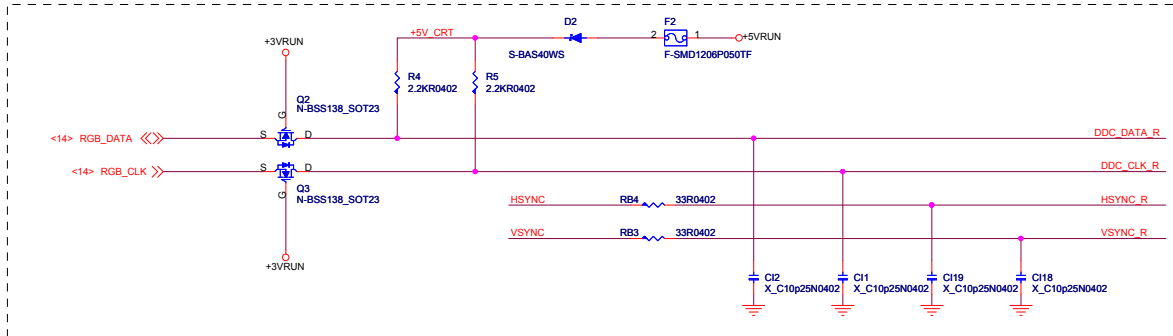 +3VRUN
+5V_CRT
D2
S-BAS40WS
F2
2
1
+5VRUN
F-SMD1206P050TF
R4
2.2KR0402
R5
2.2KR0402
Q2
N-BSS138_SOT23
G
<14> RGB_DATA
S
D
DDC_DATA_R
<14> RGB_CLK
S
D
DDC_CLK_R
Q3
N-BSS138_SOT23
G
HSYNC
RB4
33R0402
HSYNC_R
VSYNC
RB3
33R0402
VSYNC_R
+3VRUN
CI2
X_C10p25N0402
CI1
X_C10p25N0402
CI19
X_C10p25N0402
CI18
X_C10p25N0402